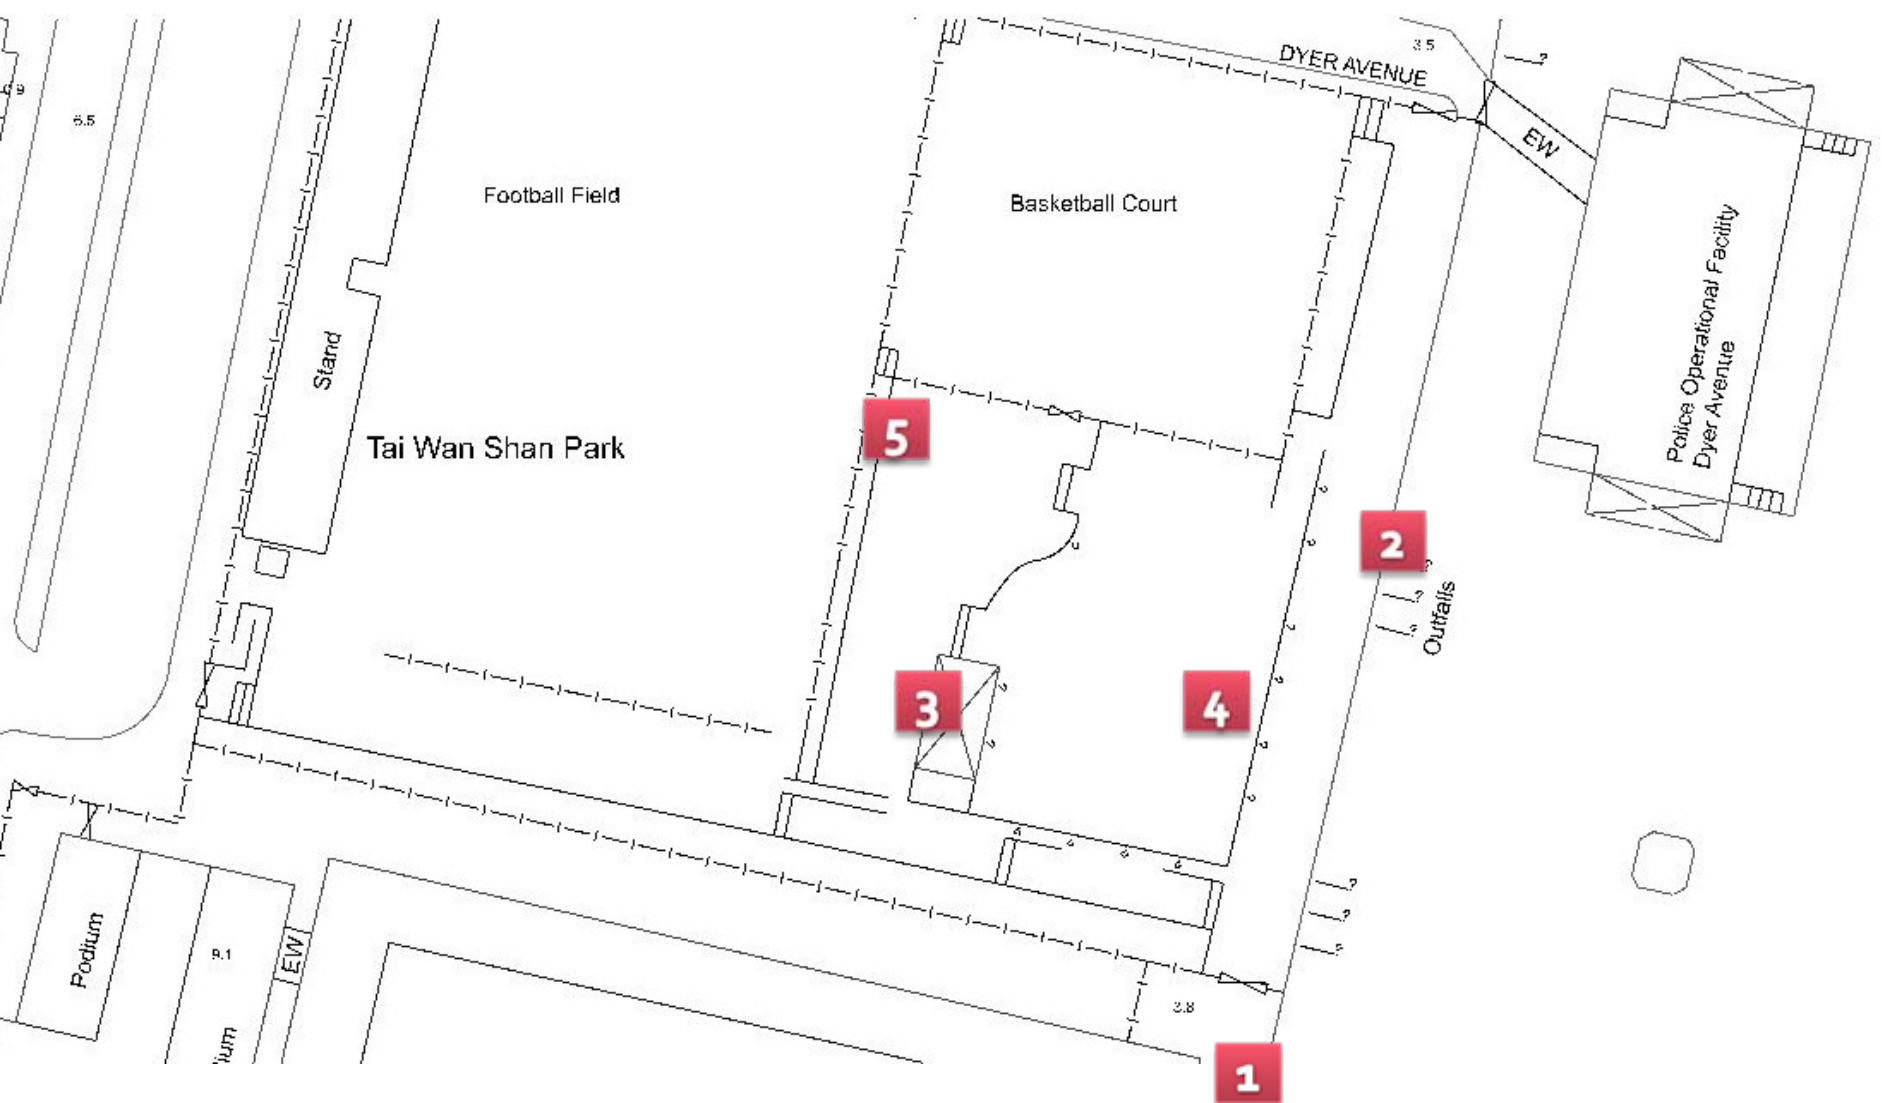 DYER AVENUE
3.5
6.5
EW
Football Field
Basketball Court
Police Operational Facility
Dyer Avenue
Stand
Tai Wan Shan Park
5
2
Outfalls
3
4
Podium
9.1
EW
3.8
1